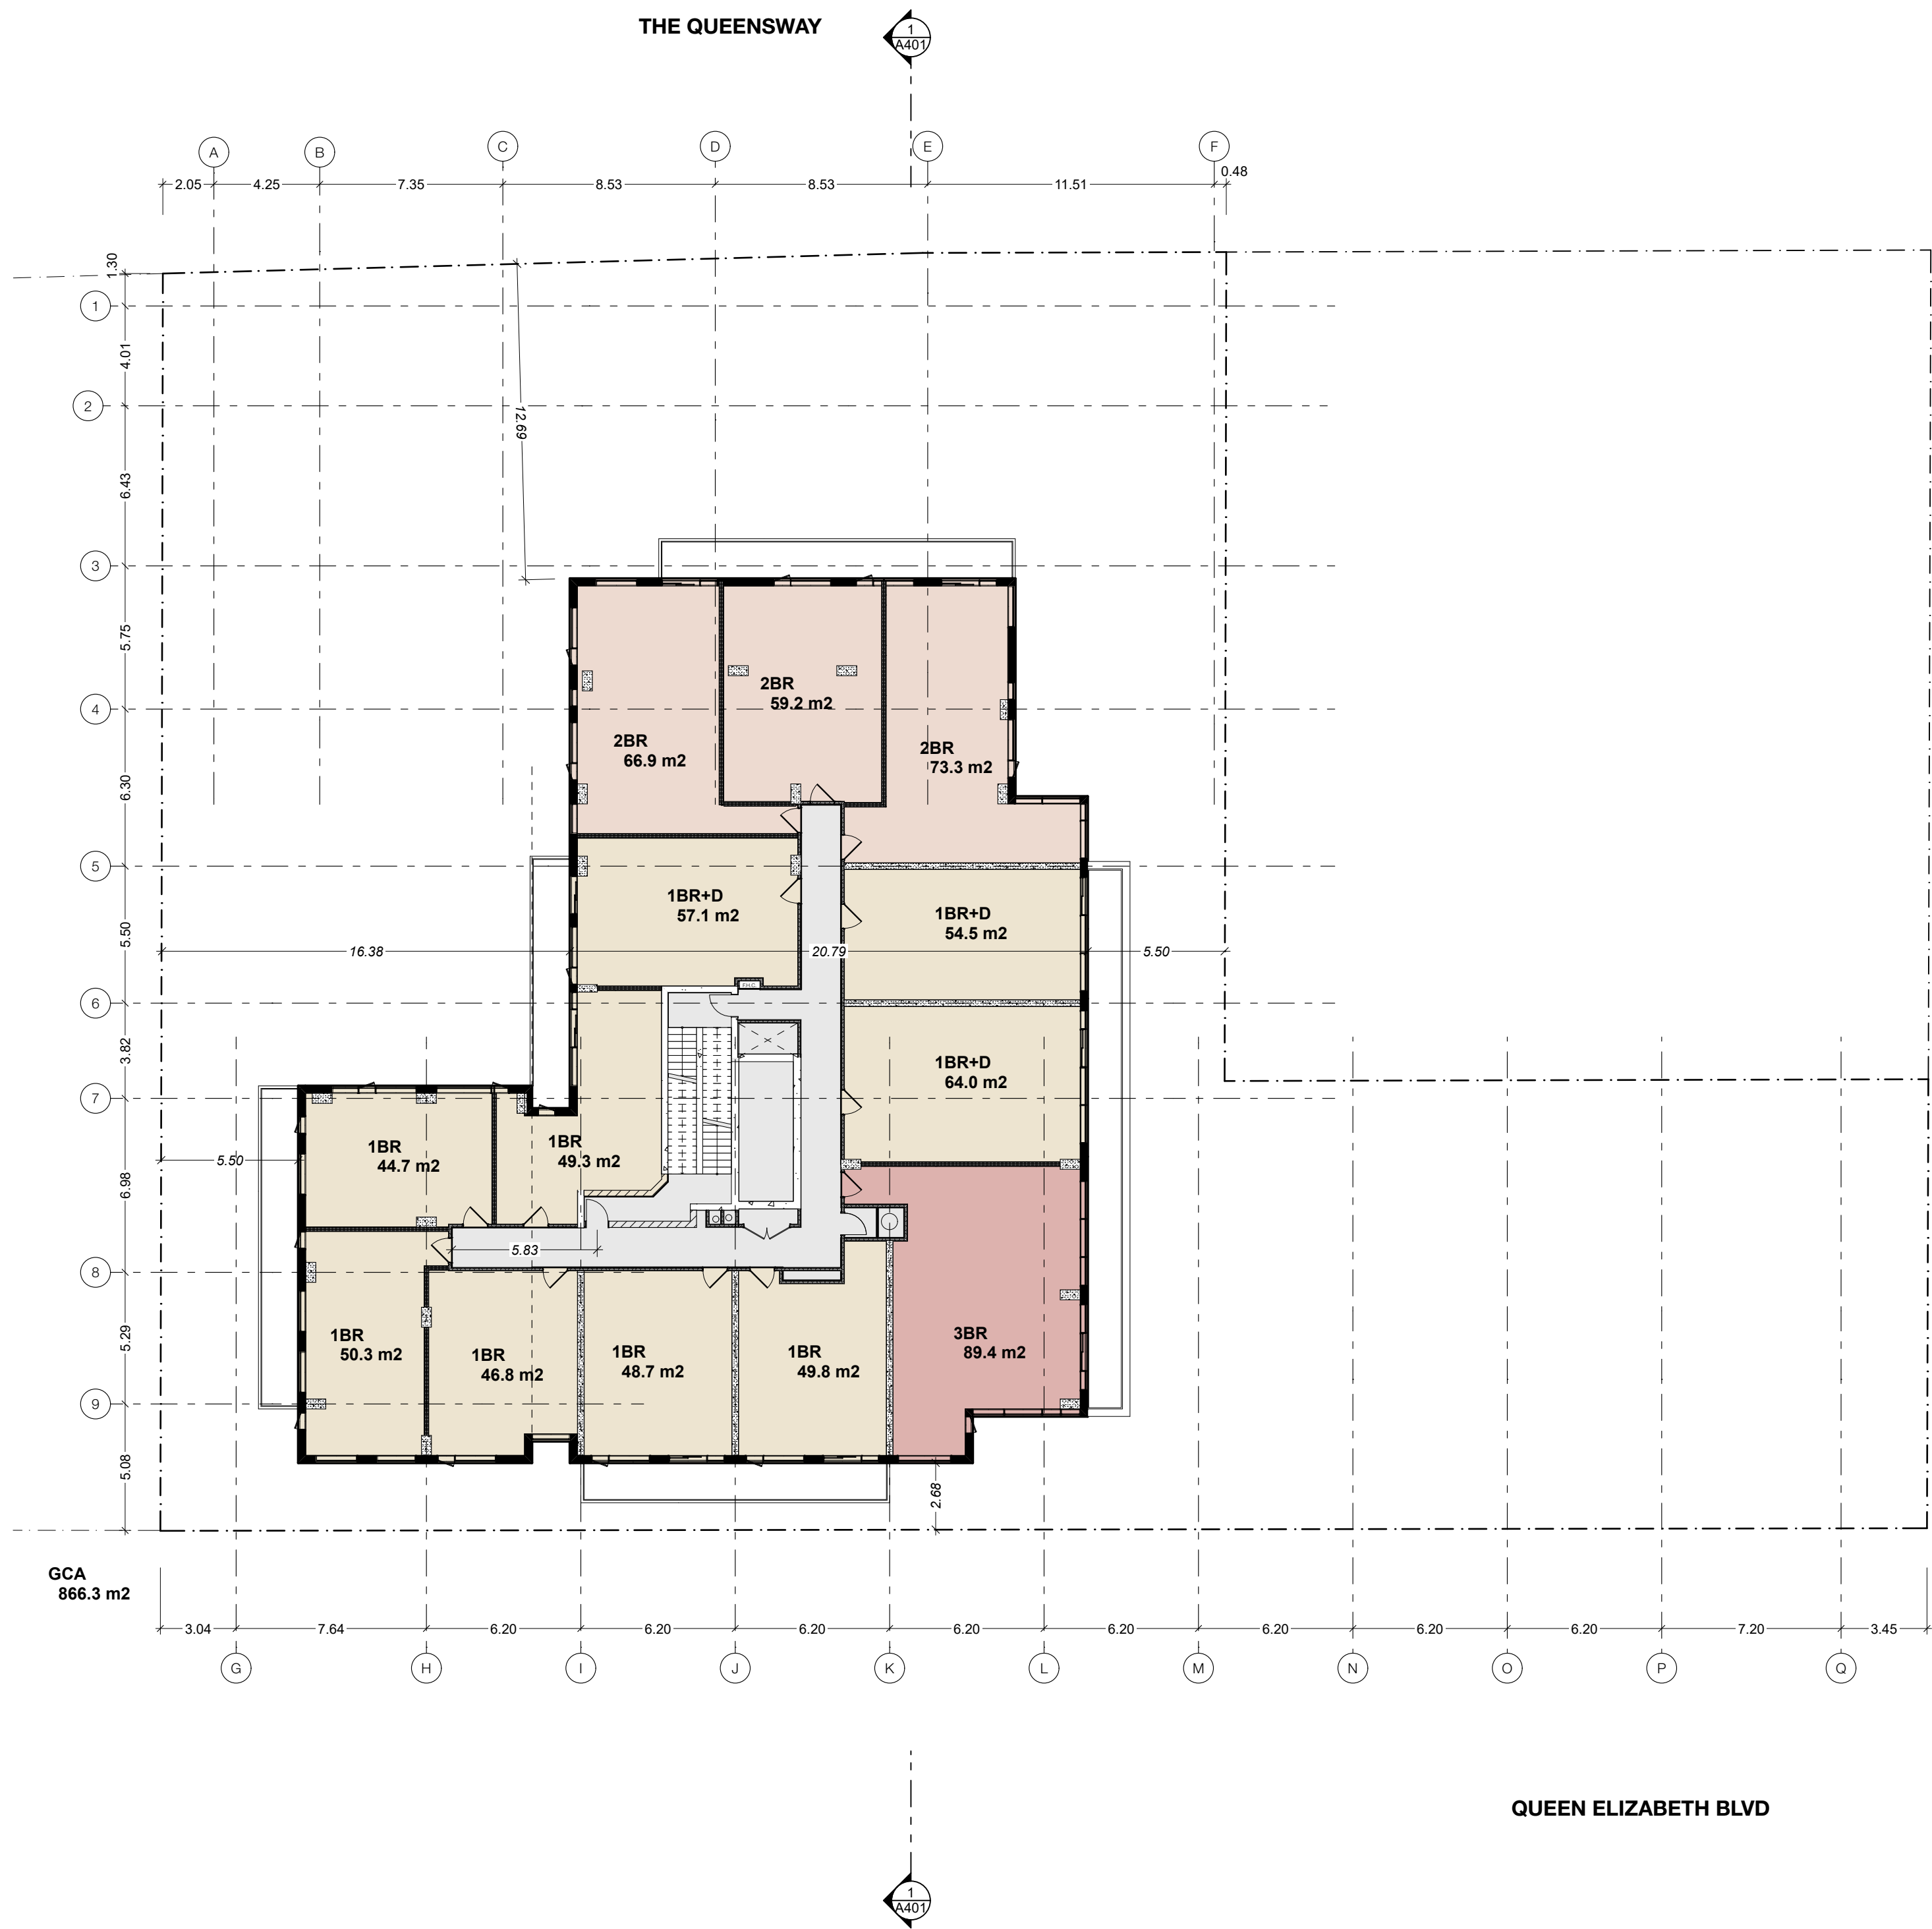 THE QUEENSWAY
1
A401
A
B
C
D
E
F
2.05
4.25
7.35
8.53
8.53
11.51
0.48
1.30
1
4.01
2
12.69
6.43
3
5.75
2BR
59.2 m2
4
2BR
66.9 m2
2BR
73.3 m2
6.30
5
1BR+D
57.1 m2
1BR+D
54.5 m2
5.50
16.38
20.79
5.50
F.H.C.
6
3.82
1BR+D
64.0 m2
7
1BR
44.7 m2
1BR
49.3 m2
5.50
6.98
5.83
8
5.29
1BR
50.3 m2
1BR
46.8 m2
1BR
48.7 m2
1BR
49.8 m2
3BR
89.4 m2
9
5.08
2.68
GCA
866.3 m2
3.04
7.64
6.20
6.20
6.20
6.20
6.20
6.20
6.20
6.20
7.20
3.45
G
H
I
J
K
L
M
N
O
P
Q
QUEEN ELIZABETH BLVD
1
A401